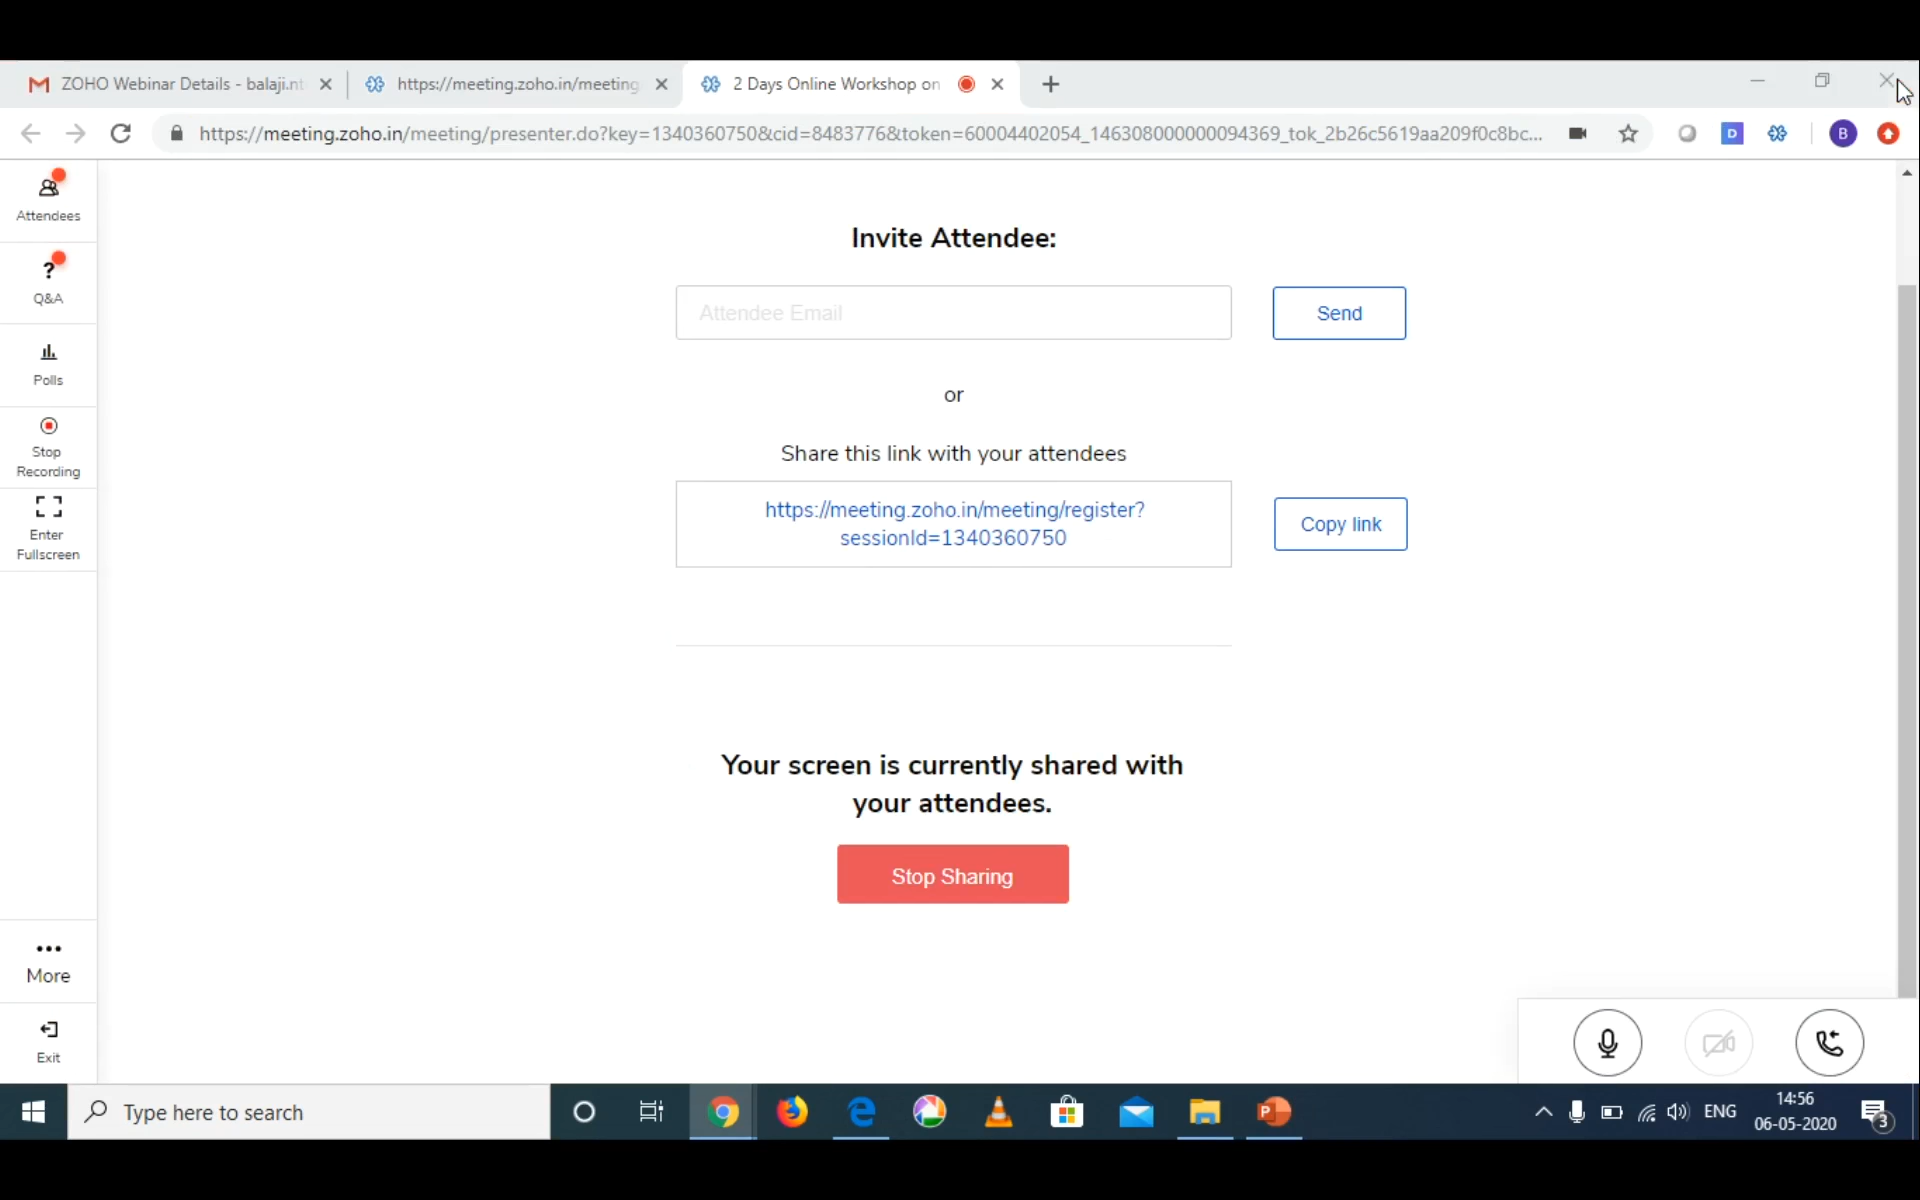 ZOHO Webinar Details - balaji.nt
https://meeting.zoho.in/meeting
2 Days Online Workshop on
https://meeting.zoho.in/meeting/presenter.do?key=1340360750&cid=8483776&token=60004402054_146308000000094369_tok_2b26c5619aa209f0c8bc...
D
B
Attendees
Q&A
Polls
Stop
Recording
Enter
Fullscreen
More
Exit
Invite Attendee:
Attendee Email
Send
or
Share this link with your attendees
https://meeting.zoho.in/meeting/register?
sessionId=1340360750
Copy link
Your screen is currently shared with
your attendees.
Stop Sharing
Type here to search
ENG
14:56
06-05-2020
3